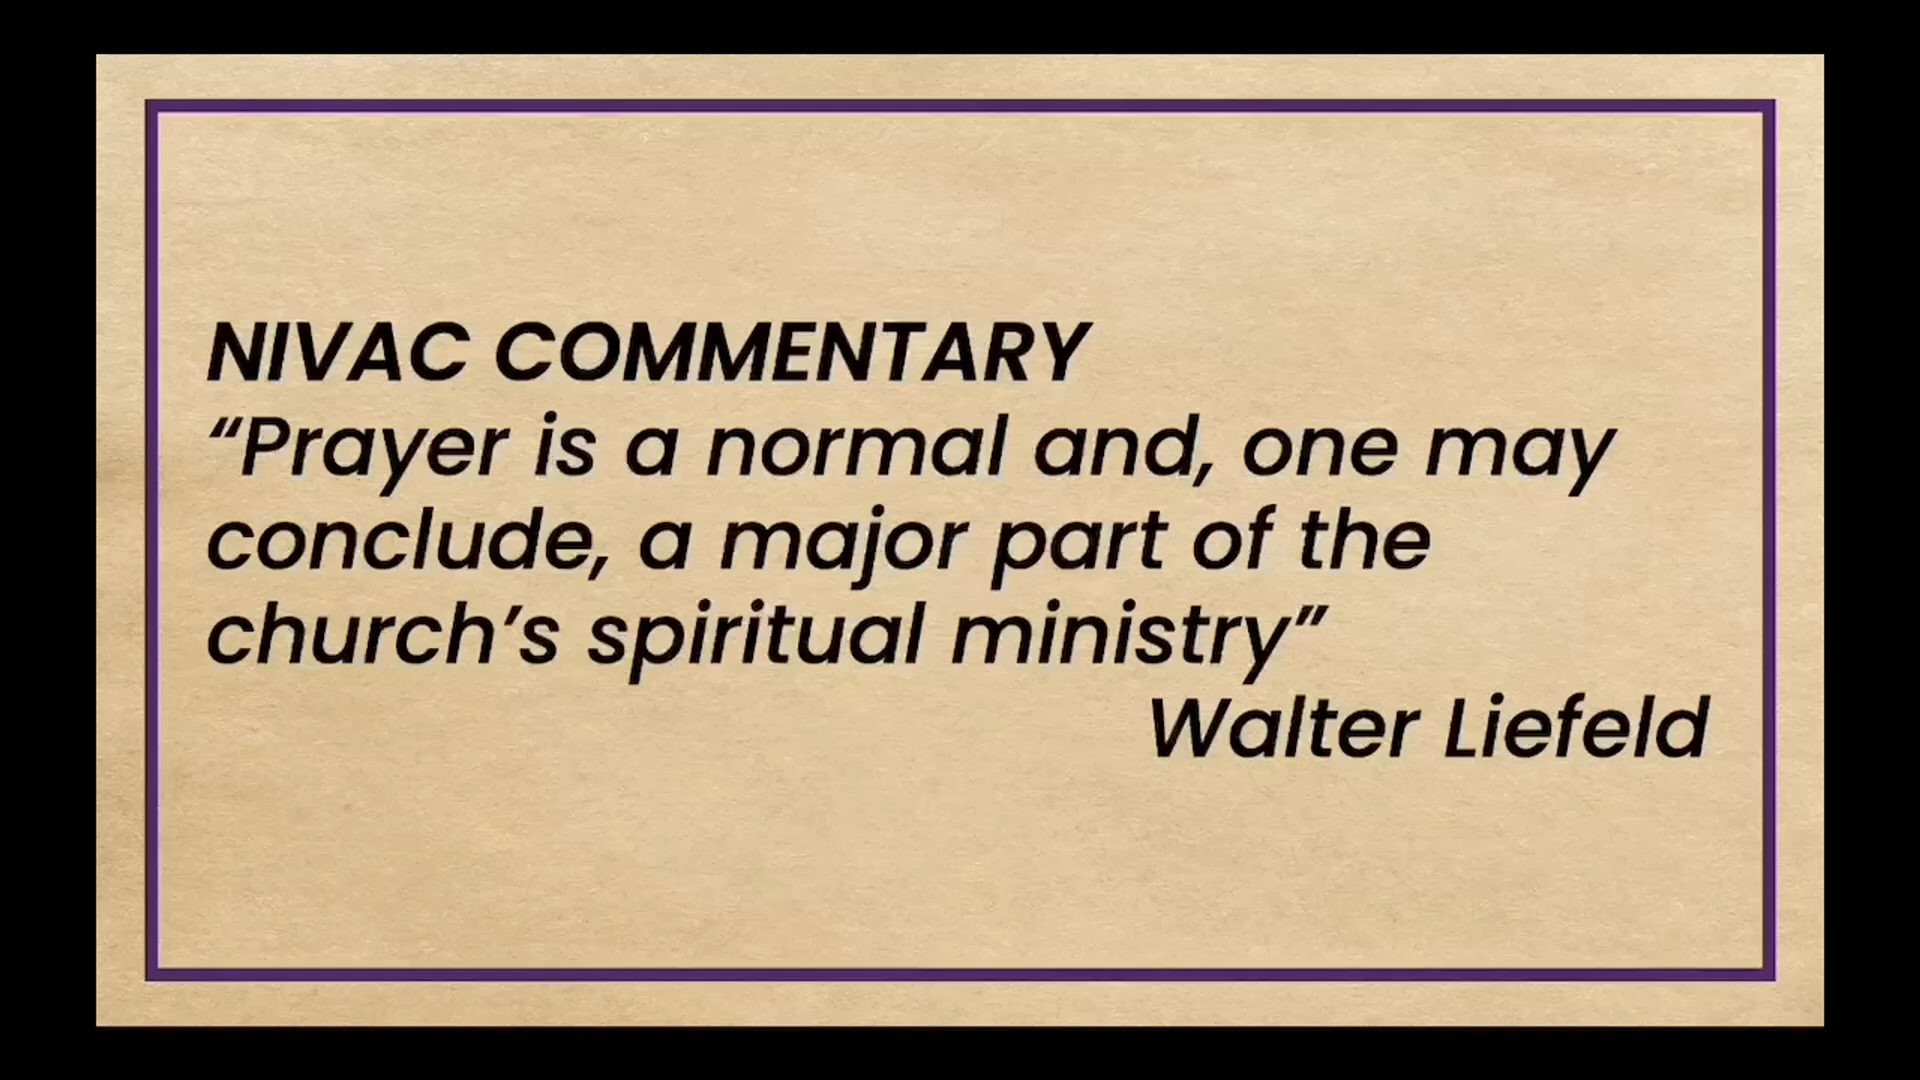 NIVAC COMMENTARY
“Prayer is a normal and, one may
conclude, a major part of the
church’s spiritual ministry”
Walter Liefeld